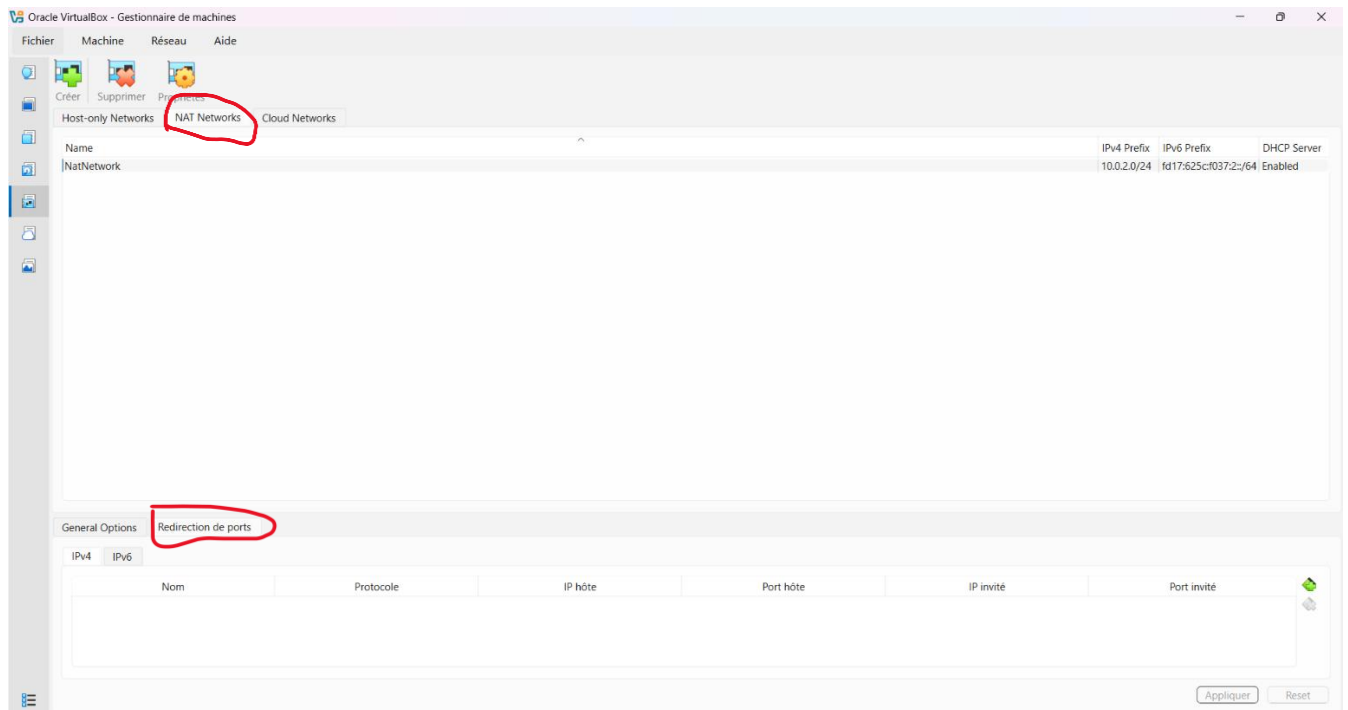 Oracle VirtualBox - Gestionnaire de machines
Fichier Machine Réseau Aide
Créer Supprimer Propriétés
Host-only Networks NAT Networks Cloud Networks
Name IPv4 Prefix IPv6 Prefix DHCP Server
NatNetwork 10.0.2.0/24 fd17:625c:f037:2::/64 Enabled
General Options Redirection de ports
IPv4 IPv6
Nom Protocole IP hôte Port hôte IP invité Port invité
Appliquer Reset